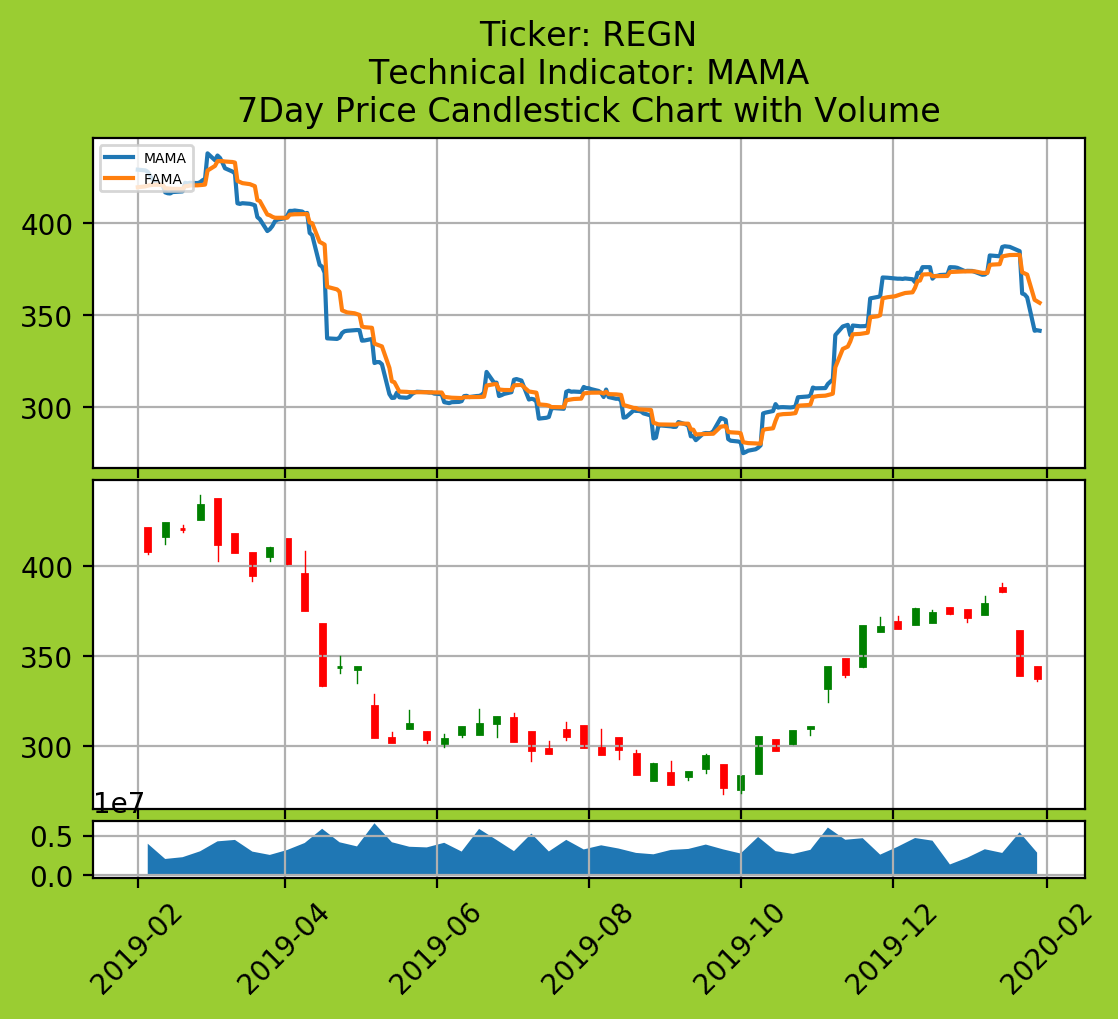 Ticker: REGN
Technical Indicator: MAMA
7Day Price Candlestick Chart with Volume
MAMA
FAMA
400
350
300
400
350
300
1e7
0.5
0.0
2019-02
2019-04
2019-06
2019-08
2019-10
2019-12
2020-02